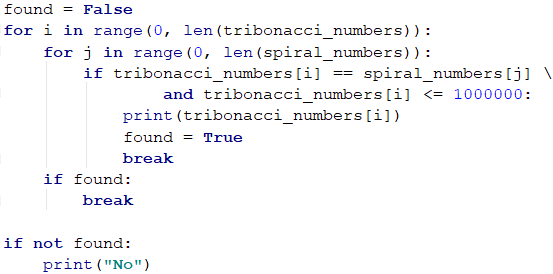 found = False
for i in range(0, len(tribonacci_numbers)):
    for j in range(0, len(spiral_numbers)):
        if tribonacci_numbers[i] == spiral_numbers[j] \
                and tribonacci_numbers[i] <= 1000000:
            print(tribonacci_numbers[i])
            found = True
            break
    if found:
        break

if not found:
    print("No")